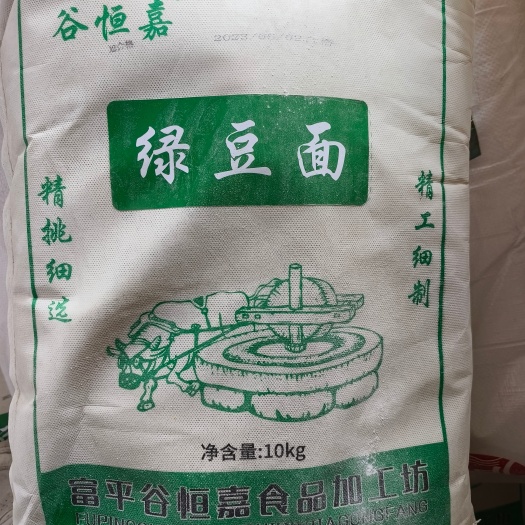 谷恒嘉
绿豆面
精挑细选
精工细制
净含量:10kg
富平谷恒嘉食品加工坊